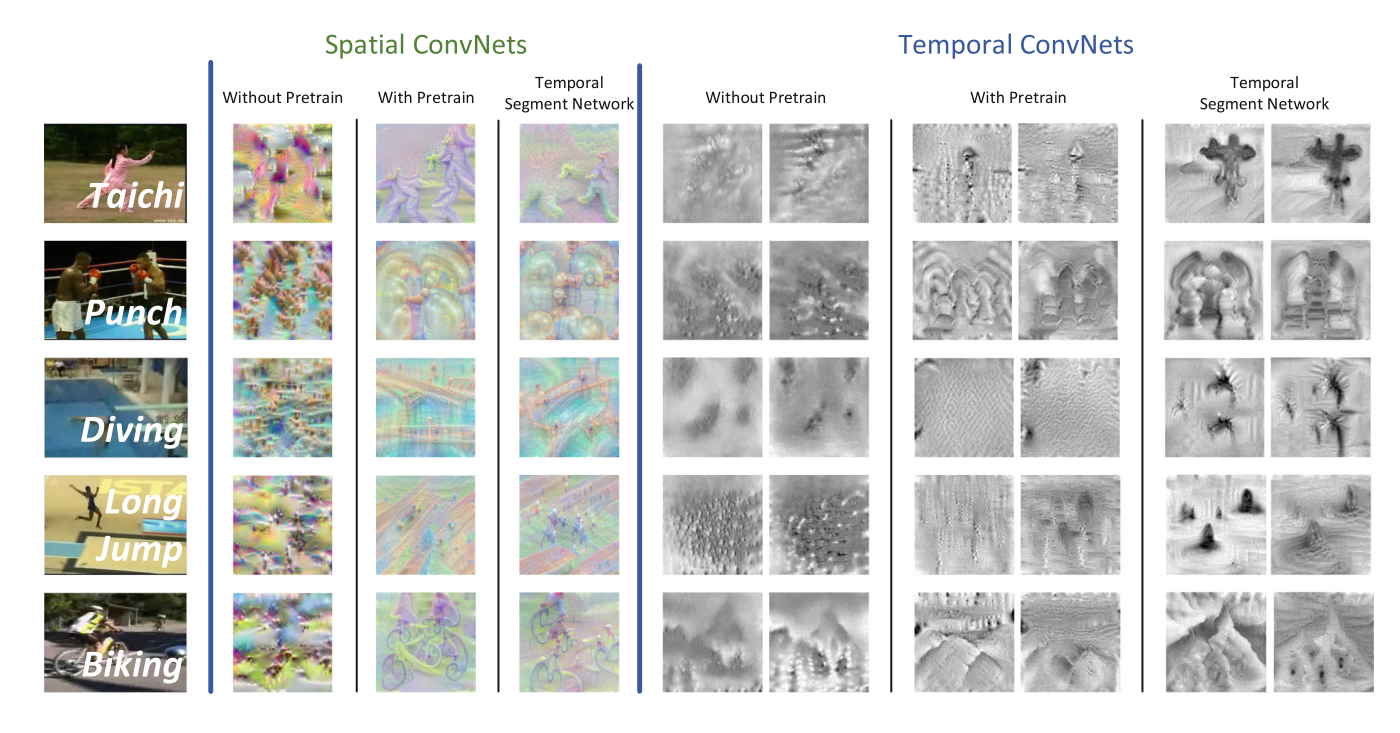 Spatial ConvNets
Temporal ConvNets
Without Pretrain
With Pretrain
Temporal
Segment Network
Without Pretrain
With Pretrain
Temporal
Segment Network
Taichi
Punch
Diving
ISTA
Long
Jump
Biking